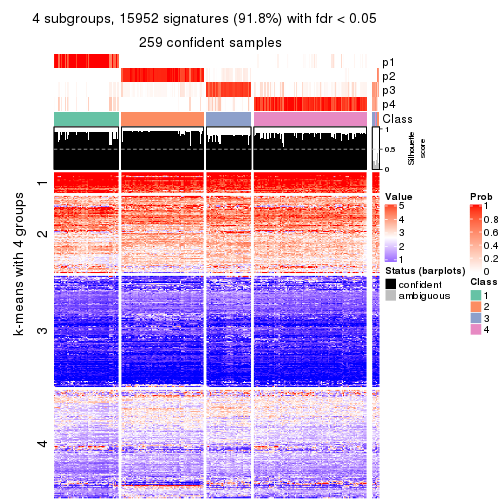 4 subgroups, 15952 signatures (91.8%) with fdr < 0.05
259 confident samples
p1
p2
p3
p4
Class
1
0.5
0
Silhouette
score
k-means with 4 groups
1
2
3
4
Value
5
4
3
2
1
Status (barplots)
confident
ambiguous
Prob
1
0.8
0.6
0.4
0.2
0
Class
1
2
3
4